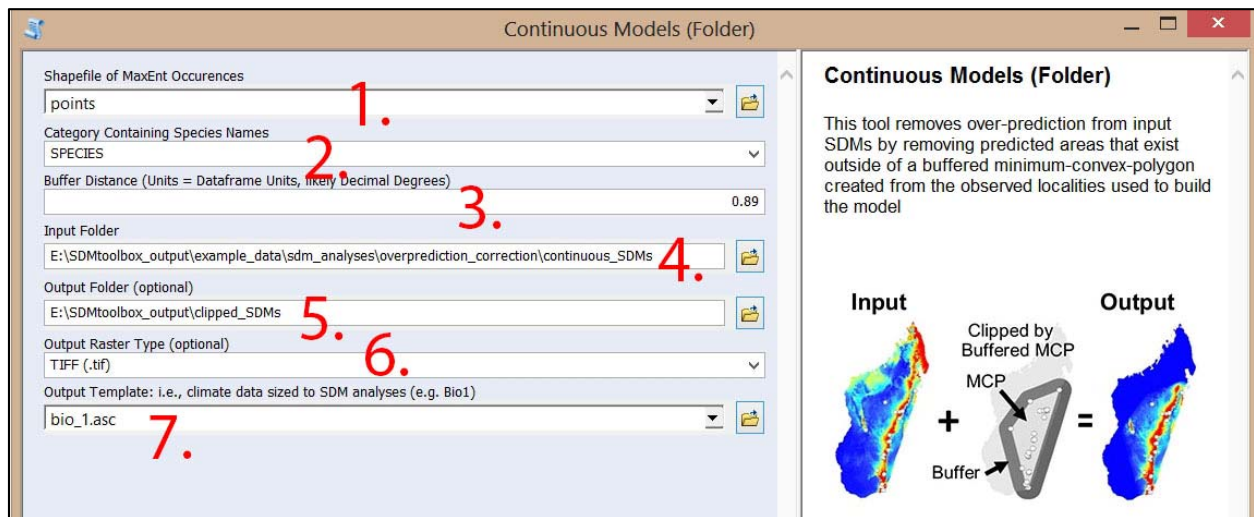 Continuous Models (Folder)
Shapefile of MaxEnt Occurences
points
1.
Category Containing Species Names
SPECIES
2.
Buffer Distance (Units = Dataframe Units, likely Decimal Degrees)
0.89
3.
Input Folder
E:\SDMtoolbox_output\example_data\sdm_analyses\overprediction_correction\continuous_SDMs
4.
Output Folder (optional)
E:\SDMtoolbox_output\clipped_SDMs
5.
Output Raster Type (optional)
6.
TIFF (.tif)
Output Template: i.e., climate data sized to SDM analyses (e.g. Bio1)
bio_1.asc
7.
Continuous Models (Folder)
This tool removes over-prediction from input
SDMs by removing predicted areas that exist
outside of a buffered minimum-convex-polygon
created from the observed localities used to build
the model
Input
Output
Clipped by
Buffered MCP
MCP
+
=
Buffer